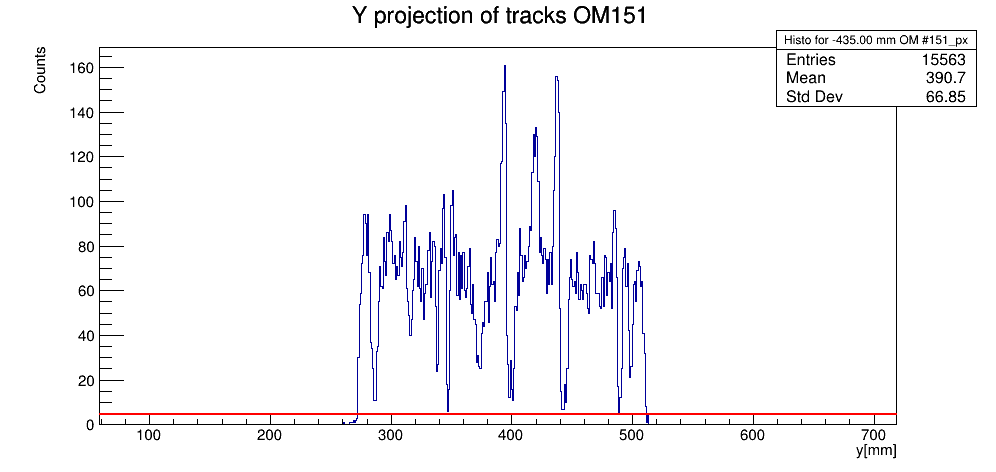 Y projection of tracks OM151
Histo for -435.00 mm OM #151_px
Entries 15563
Mean 390.7
Std Dev 66.85
Counts
160
140
120
100
80
60
40
20
0
100 200 300 400 500 600 700
y[mm]